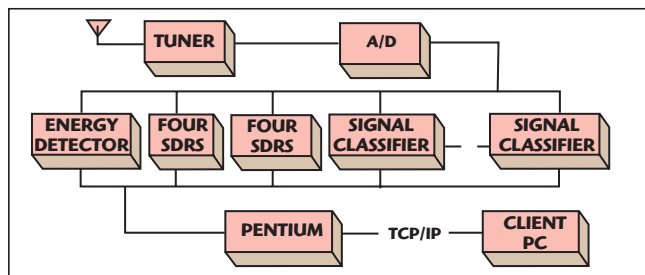 TUNER
A/D
ENERGY
DETECTOR
FOUR
SDRS
FOUR
SDRS
SIGNAL
CLASSIFIER
SIGNAL
CLASSIFIER
PENTIUM
TCP/IP
CLIENT
PC